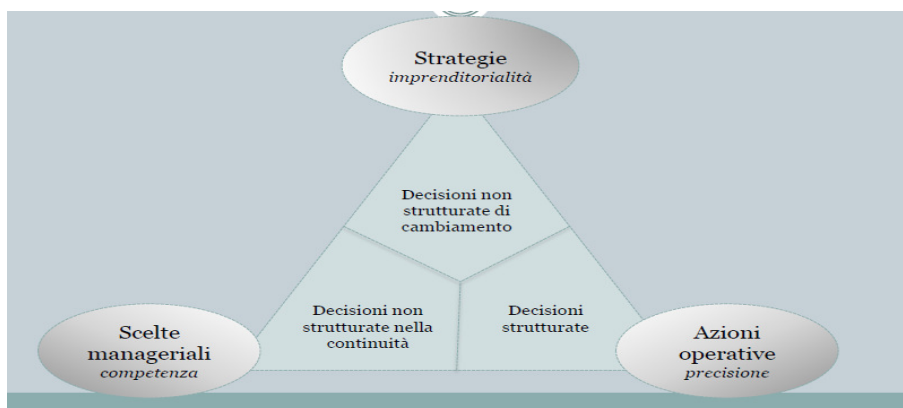 Strategie
imprenditorialità
Decisioni non
strutturate di
cambiamento
Decisioni non
strutturate nella
continuità
Decisioni
strutturate
Scelte
manageriali
competenza
Azioni
operative
precisione